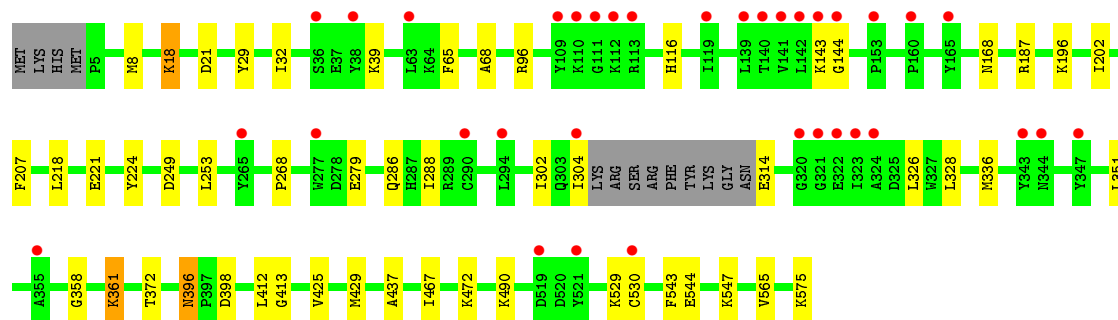 MET LYS HIS MET P5 M8 K18 D21 Y29 I32 S36 E37 Y38 K39 L63 K64 F65 A68 R96 Y109 K110 G111 K112 R113 H116 I119 L139 T140 V141 L142 K143 G144 P153 P160 Y165 N168 R187 K196 I202
F207 L218 E221 Y224 D249 L253 Y265 P268 W277 D278 E279 Q286 H287 I288 R289 C290 L294 I302 Q303 I304 LYS ARG SER ARG PHE TYR LYS GLY ASN E314 G320 G321 E322 I323 A324 D325 L326 W327 L328 M336 Y343 N344 Y347 L351
A355 G358 K361 T372 N396 P397 D398 L412 G413 V425 M429 A437 I467 K472 K490 D519 D520 Y521 K529 C530 F543 E544 K547 V565 K575